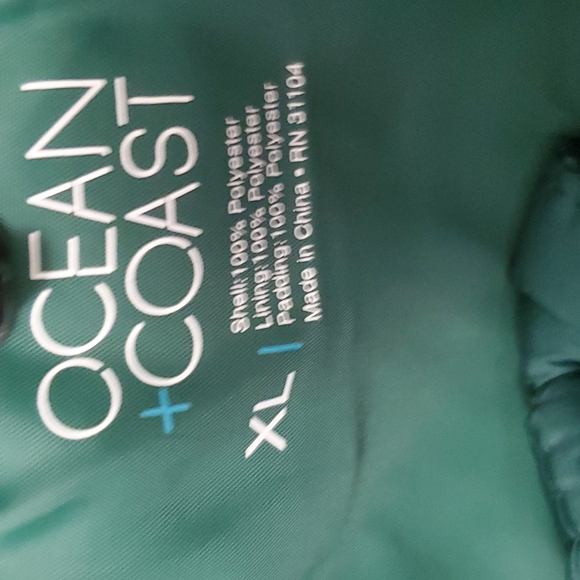 OCEAN
+COAST
XL |
Shell:100% Polyester
Lining:100% Polyester
Padding:100% Polyester
Made in China • RN 31104